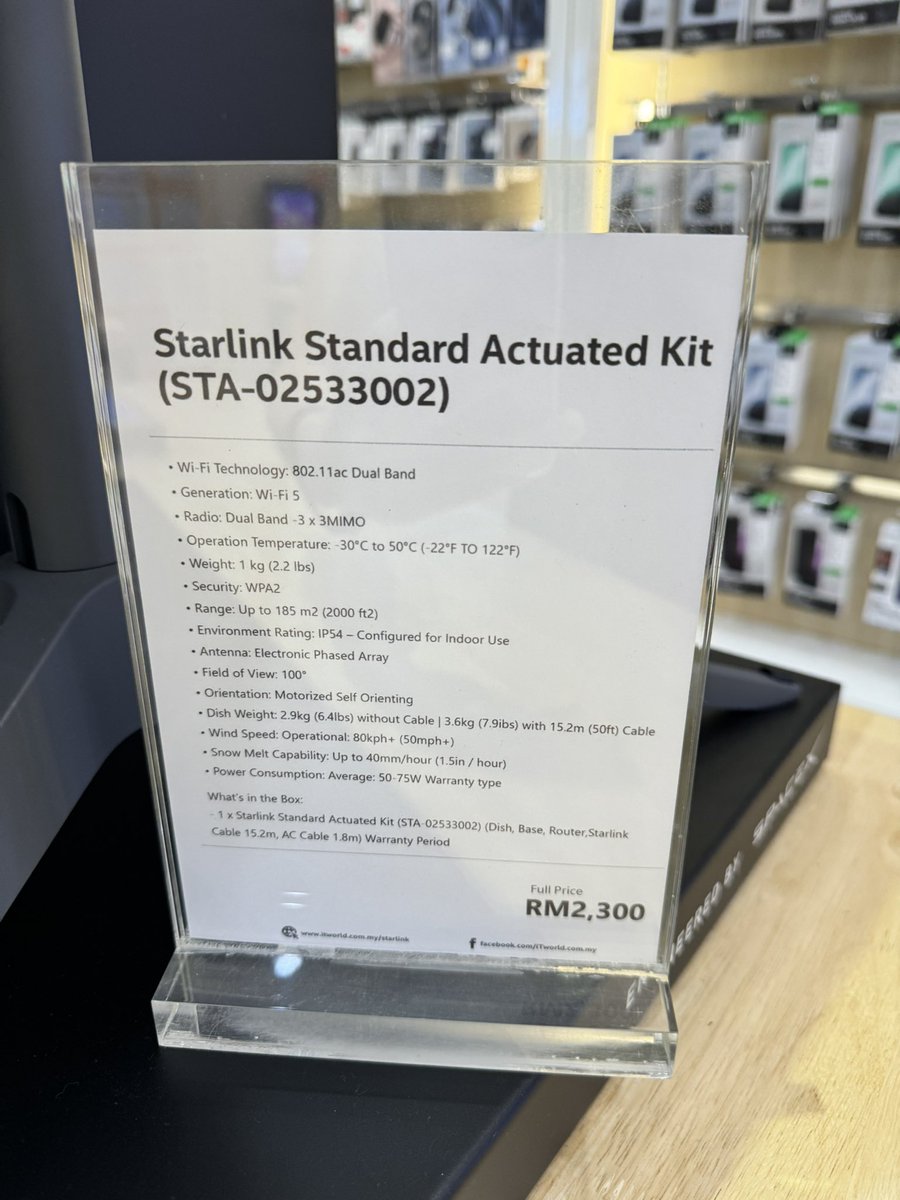 Starlink Standard Actuated Kit
(STA-02533002)
• Wi-Fi Technology: 802.11ac Dual Band
• Generation: Wi-Fi 5
• Radio: Dual Band -3 x 3MIMO
• Operation Temperature: -30°C to 50°C (-22°F TO 122°F)
• Weight: 1 kg (2.2 lbs)
• Security: WPA2
• Range: Up to 185 m2 (2000 ft2)
• Environment Rating: IP54 – Configured for Indoor Use
• Antenna: Electronic Phased Array
• Field of View: 100°
• Orientation: Motorized Self Orienting
• Dish Weight: 2.9kg (6.4lbs) without Cable | 3.6kg (7.9ibs) with 15.2m (50ft) Cable
• Wind Speed: Operational: 80kph+ (50mph+)
• Snow Melt Capability: Up to 40mm/hour (1.5in / hour)
• Power Consumption: Average: 50-75W Warranty type
What's in the Box:
- 1 x Starlink Standard Actuated Kit (STA-02533002) (Dish, Base, Router,Starlink
Cable 15.2m, AC Cable 1.8m) Warranty Period
Full Price
RM2,300
www.itworld.com.my/starlink
facebook.com/iTworld.com.my
EERED BY SPACEX